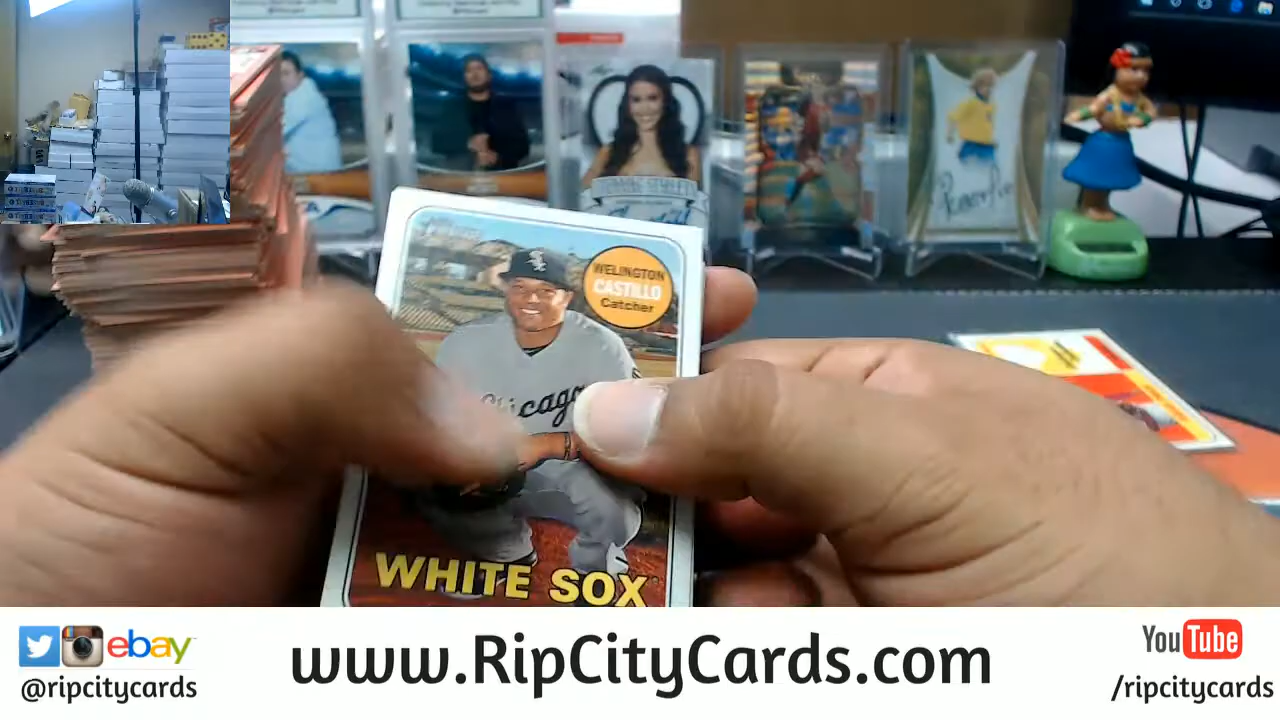 WELINGTON
CASTILLO
Catcher
Chicago
WHITE SOX
ebay
@ripcitycards
www.RipCityCards.com
YouTube
/ripcitycards